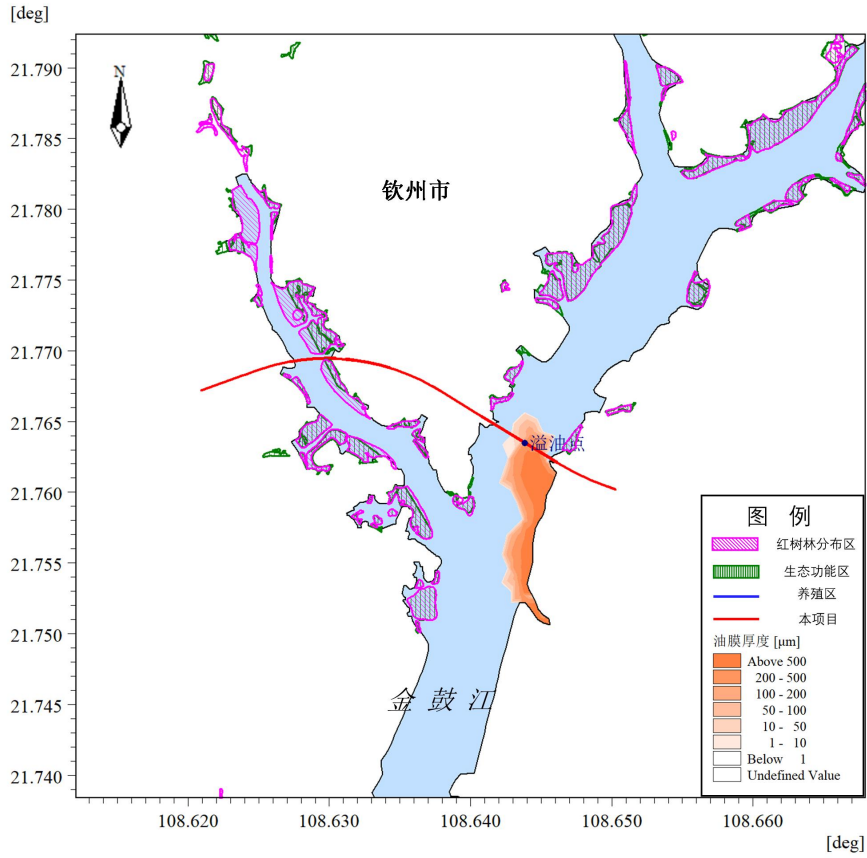 [deg]
21.790
21.785
21.780
21.775
21.770
21.765
21.760
21.755
21.750
21.745
21.740
N
钦州市
溢油点
金鼓江
图 例
红树林分布区
生态功能区
养殖区
本项目
油膜厚度 [μm]
Above 500
200 - 500
100 - 200
50 - 100
10 - 50
1 - 10
Below 1
Undefined Value
108.620 108.630 108.640 108.650 108.660
[deg]